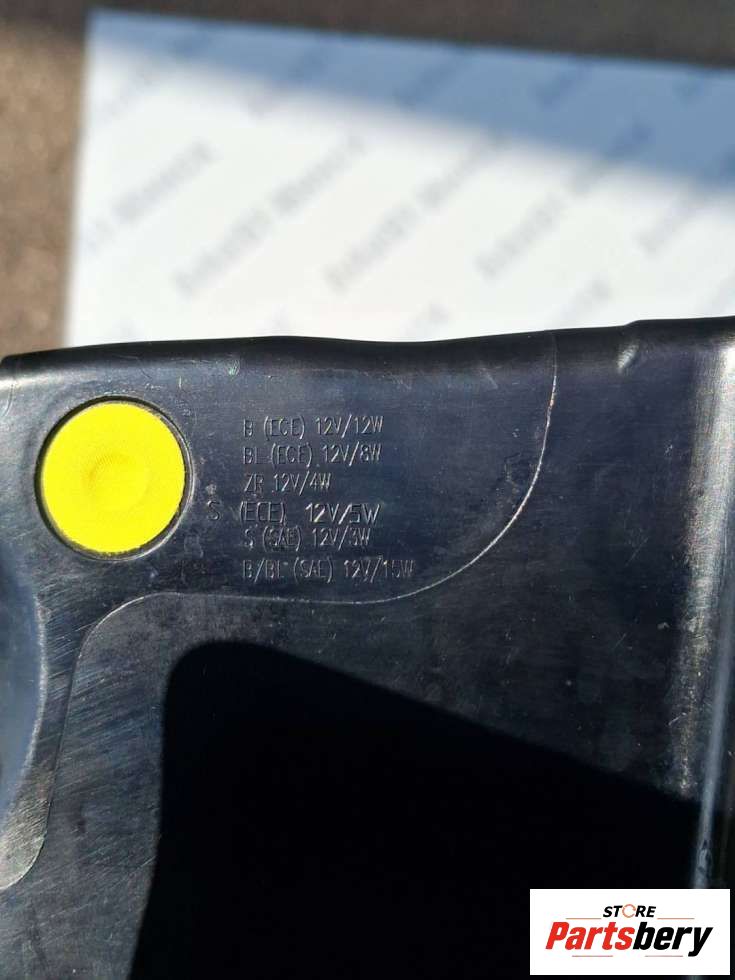 B (ECE) 12V/12W
BL (ECE) 12V/8W
ZR 12V/4W
S (ECE) 12V/5W
S (SAE) 12V/3W
B/BL (SAE) 12V/15W
STORE
Partsbery